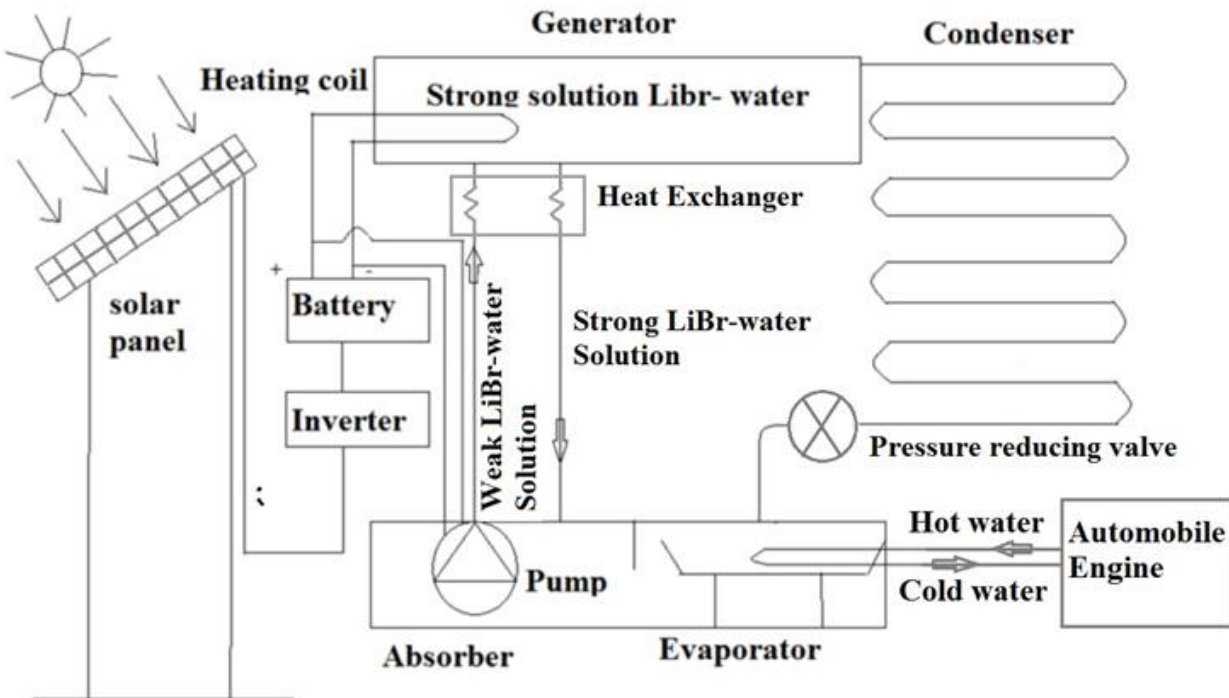 Generator
Condenser
Heating coil
Strong solution Libr- water
Heat Exchanger
solar
panel
+
-
Battery
Inverter
Weak LiBr-water
Solution
Strong LiBr-water
Solution
Pressure reducing valve
Hot water
Cold water
Automobile
Engine
Pump
Absorber
Evaporator